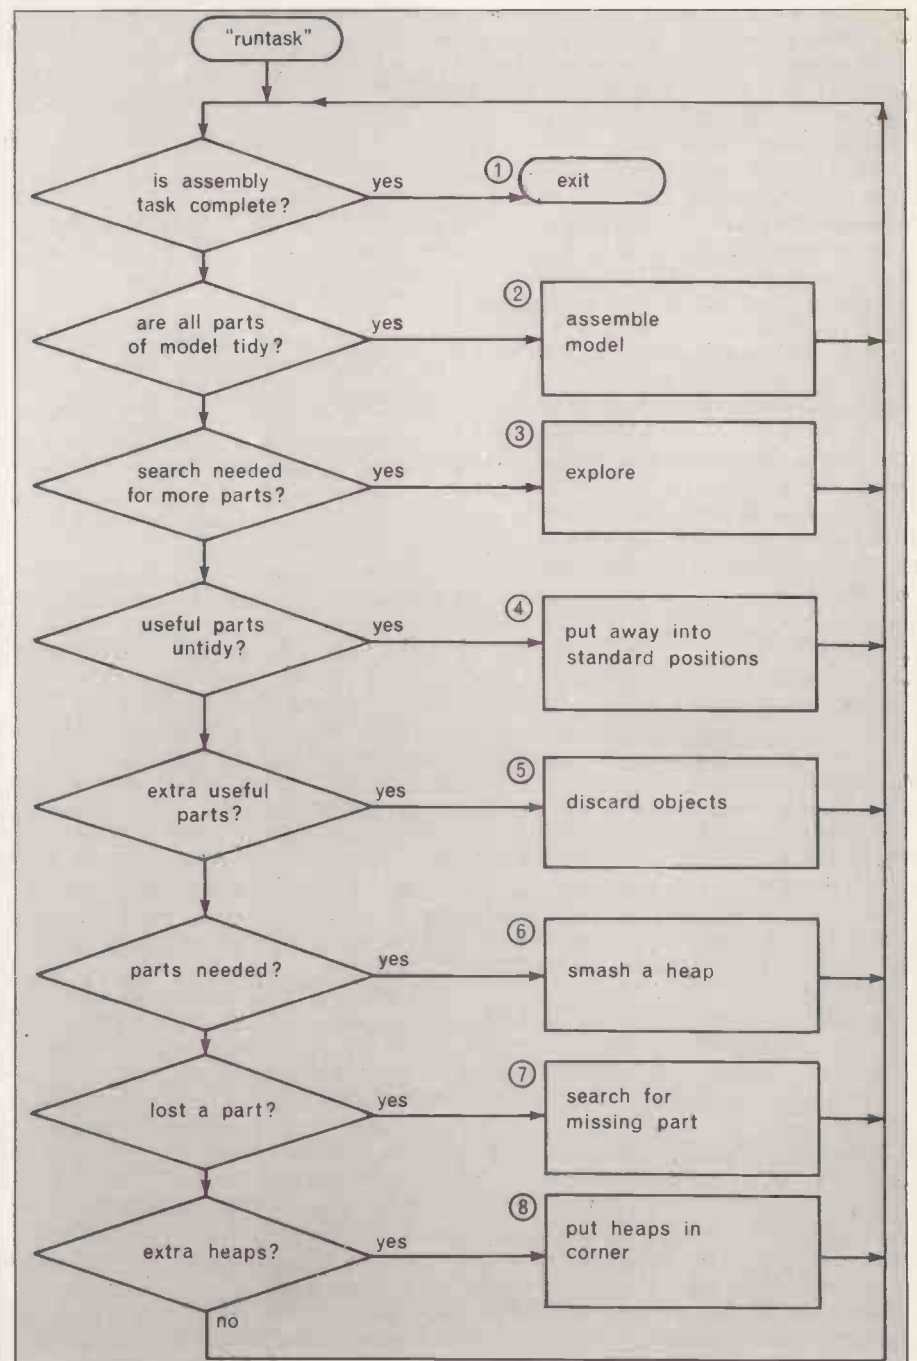 "runtask"
is assembly
task complete?
yes
①
exit
are all parts
of model tidy?
yes
②
assemble
model
search needed
for more parts?
yes
③
explore
useful parts
untidy?
yes
④
put away into
standard positions
extra useful
parts?
yes
⑤
discard objects
parts needed?
yes
⑥
smash a heap
lost a part?
yes
⑦
search for
missing part
extra heaps?
yes
⑧
put heaps in
corner
no